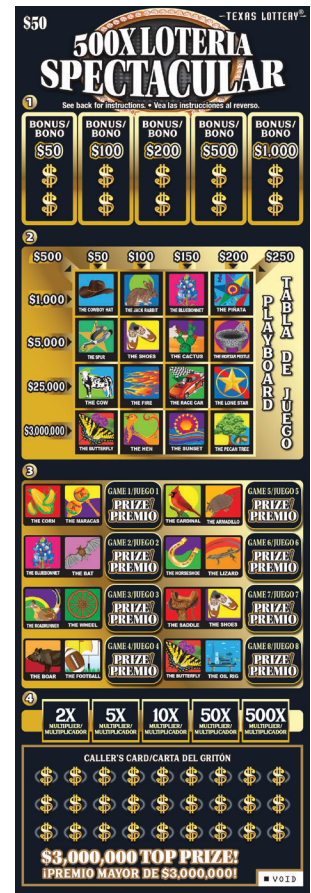 $50
TEXAS LOTTERY®
500X LOTERIA
SPECTACULAR
See back for instructions. • Vea las instrucciones al reverso.
1
BONUS/ BONO BONUS/ BONO BONUS/ BONO BONUS/ BONO BONUS/ BONO
$50 $100 $200 $500 $1,000
$ $ $ $ $
$ $ $ $ $
2
$500 $50 $100 $150 $200 $250
$1,000
THE COWBOY HAT THE JACK RABBIT THE BLUEBONNET THE PIÑATA
$5,000
THE SPUR THE SHOES THE CACTUS THE MORTAR PESTLE
$25,000
THE COW THE FIRE THE RACE CAR THE LONE STAR
$3,000,000
THE BUTTERFLY THE HEN THE SUNSET THE PECAN TREE
PLAYBOARD
TABLA DE JUEGO
3
GAME 1/JUEGO 1 GAME 5/JUEGO 5
PRIZE/ PREMIO PRIZE/ PREMIO
THE CORN THE MARACAS THE CARDINAL THE ARMADILLO
GAME 2/JUEGO 2 GAME 6/JUEGO 6
PRIZE/ PREMIO PRIZE/ PREMIO
THE BLUEBONNET THE BAT THE HORSESHOE THE LIZARD
GAME 3/JUEGO 3 GAME 7/JUEGO 7
PRIZE/ PREMIO PRIZE/ PREMIO
THE ROADRUNNER THE WHEEL THE SADDLE THE SHOES
GAME 4/JUEGO 4 GAME 8/JUEGO 8
PRIZE/ PREMIO PRIZE/ PREMIO
THE BOAR THE FOOTBALL THE BUTTERFLY THE OIL RIG
4
2X 5X 10X 50X 500X
MULTIPLIER/ MULTIPLIER/ MULTIPLIER/ MULTIPLIER/ MULTIPLIER/
MULTIPLICADOR MULTIPLICADOR MULTIPLICADOR MULTIPLICADOR MULTIPLICADOR
CALLER'S CARD/CARTA DEL GRITÓN
$ $ $ $ $ $ $ $ $
$ $ $ $ $ $ $ $ $
$ $ $ $ $ $ $ $ $
$3,000,000 TOP PRIZE!
¡PREMIO MAYOR DE $3,000,000!
VOID